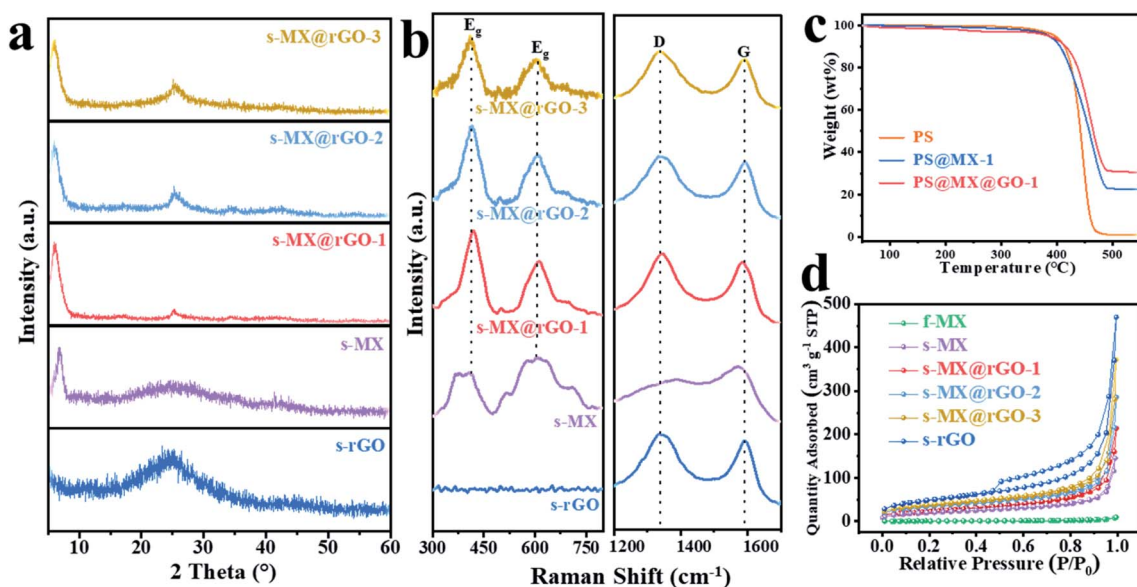 a
s-MX@rGO-3
s-MX@rGO-2
s-MX@rGO-1
s-MX
s-rGO
Intensity (a.u.)
10 20 30 40 50 60
2 Theta (°)
b
E_g E_g
D G
s-MX@rGO-3
s-MX@rGO-2
s-MX@rGO-1
s-MX
s-rGO
Intensity (a.u.)
300 450 600 750 1200 1400 1600
Raman Shift (cm⁻¹)
c
100
80
60
40
20
0
Weight (wt%)
PS
PS@MX-1
PS@MX@GO-1
100 200 300 400 500
Temperature (°C)
d
500
400
300
200
100
0
Quantity Adsorbed (cm³ g⁻¹ STP)
f-MX
s-MX
s-MX@rGO-1
s-MX@rGO-2
s-MX@rGO-3
s-rGO
0.0 0.2 0.4 0.6 0.8 1.0
Relative Pressure (P/P₀)